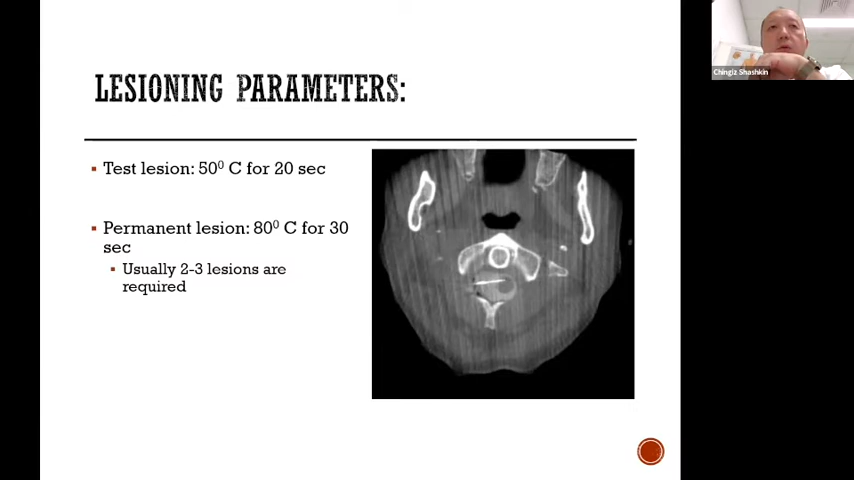 LESIONING PARAMETERS:
Test lesion: 50⁰ C for 20 sec
Permanent lesion: 80⁰ C for 30
sec
Usually 2-3 lesions are
required
Chingiz Shashkin